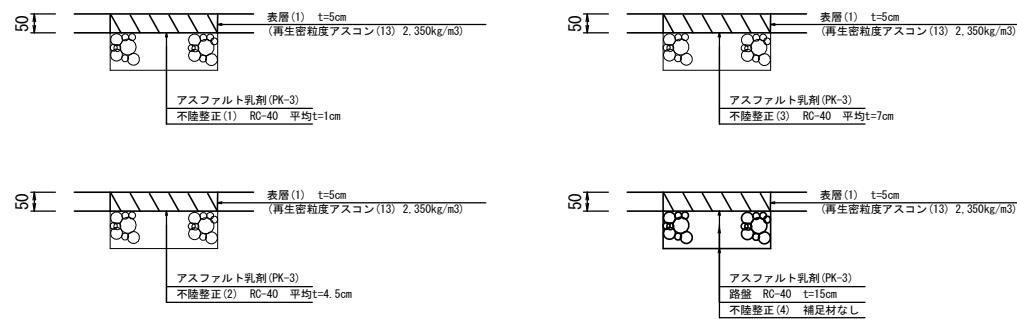 50
表層(1) t=5cm
(再生密粒度アスコン(13) 2,350kg/m3)
アスファルト乳剤(PK-3)
不陸整正(1) RC-40 平均t=1cm
50
表層(1) t=5cm
(再生密粒度アスコン(13) 2,350kg/m3)
アスファルト乳剤(PK-3)
不陸整正(3) RC-40 平均t=7cm
50
表層(1) t=5cm
(再生密粒度アスコン(13) 2,350kg/m3)
アスファルト乳剤(PK-3)
不陸整正(2) RC-40 平均t=4.5cm
50
表層(1) t=5cm
(再生密粒度アスコン(13) 2,350kg/m3)
アスファルト乳剤(PK-3)
路盤 RC-40 t=15cm
不陸整正(4) 補足材なし